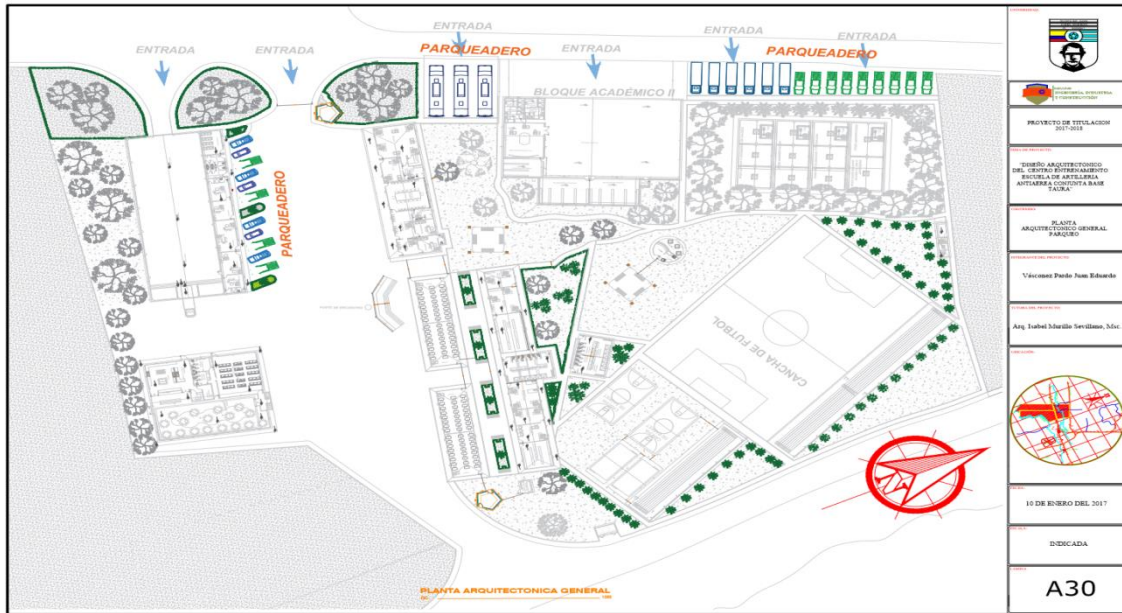 ENTRADA
ENTRADA
ENTRADA
PARQUEADERO
ENTRADA
ENTRADA
ENTRADA
PARQUEADERO
BLOQUE ACADÉMICO II
PARQUEADERO
CANCHA DE FUTBOL
PLANTA ARQUITECTONICA GENERAL
PROYECTO DE TITULACION
2017-2018
"DISEÑO ARQUITECTONICO
DEL CENTRO ENTRENAMIENTO
ESCUELA DE ARTILLERIA
ANTIAEREA CONJUNTA BASE
TAURA"
PLANTA
ARQUITECTONICO GENERAL
PARQUEO
Vásconez Pardo Juan Eduardo
Arq. Isabel Murillo Sevillano, Msc.
10 DE ENERO DEL 2017
INDICADA
A30